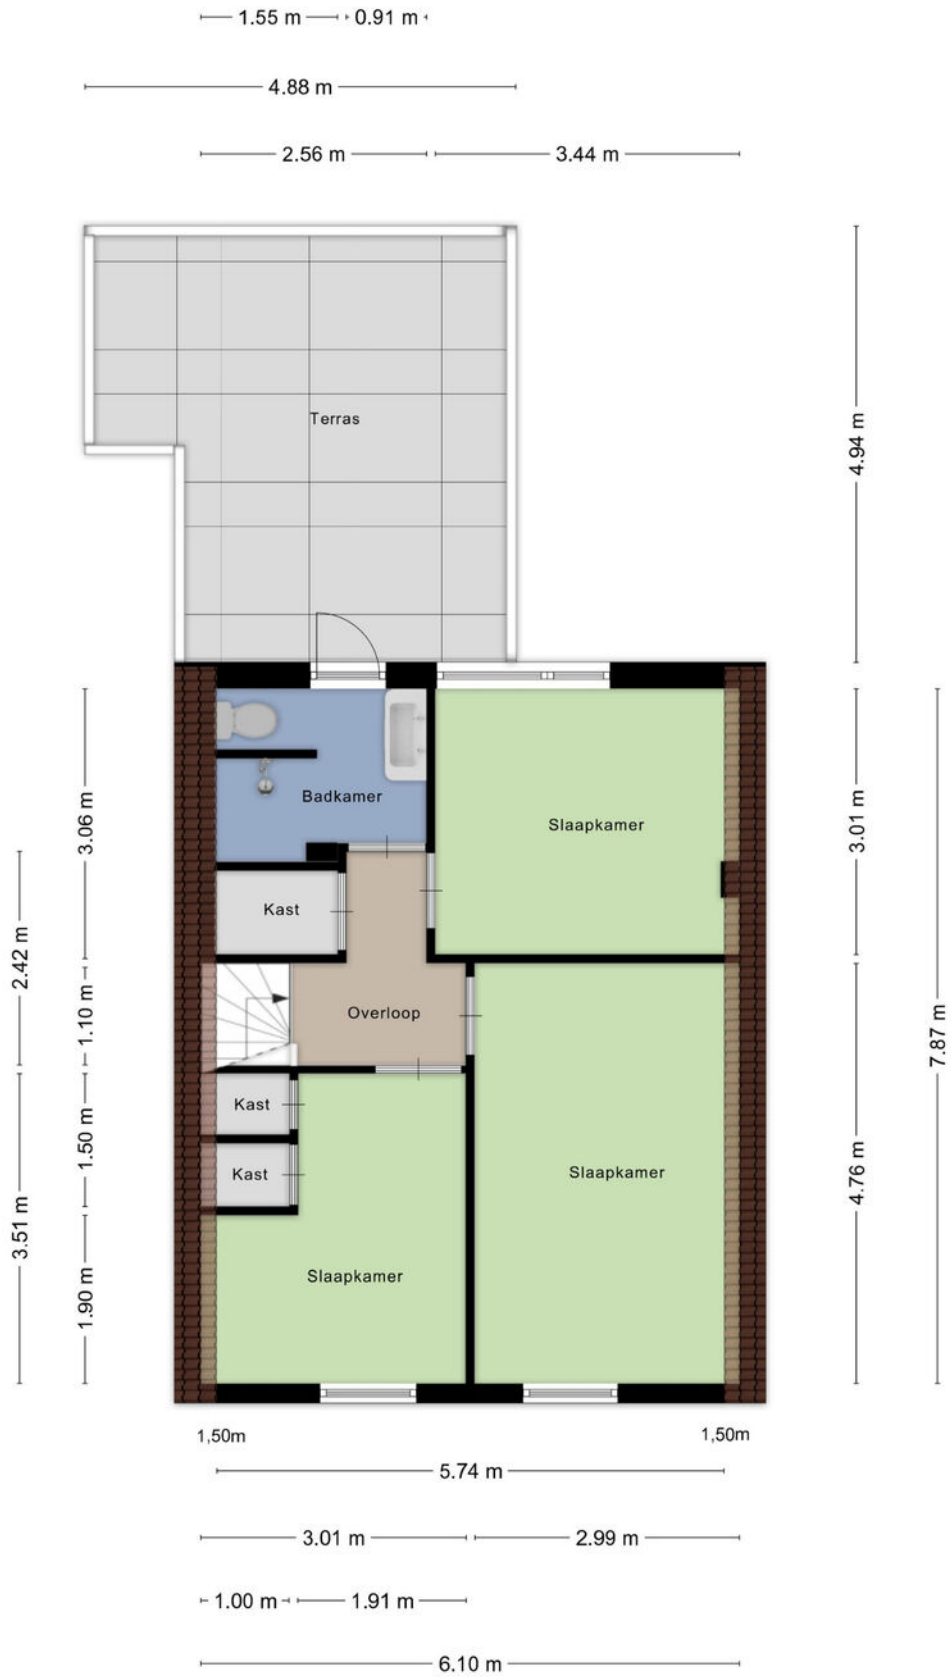 1.55 m 0.91 m
4.88 m
2.56 m 3.44 m
Terras
4.94 m
Badkamer
Slaapkamer
3.06 m
3.01 m
Kast
2.42 m
1.10 m
Overloop
7.87 m
Kast
1.50 m
Kast
Slaapkamer
4.76 m
3.51 m
1.90 m
Slaapkamer
1,50m 1,50m
5.74 m
3.01 m 2.99 m
1.00 m 1.91 m
6.10 m